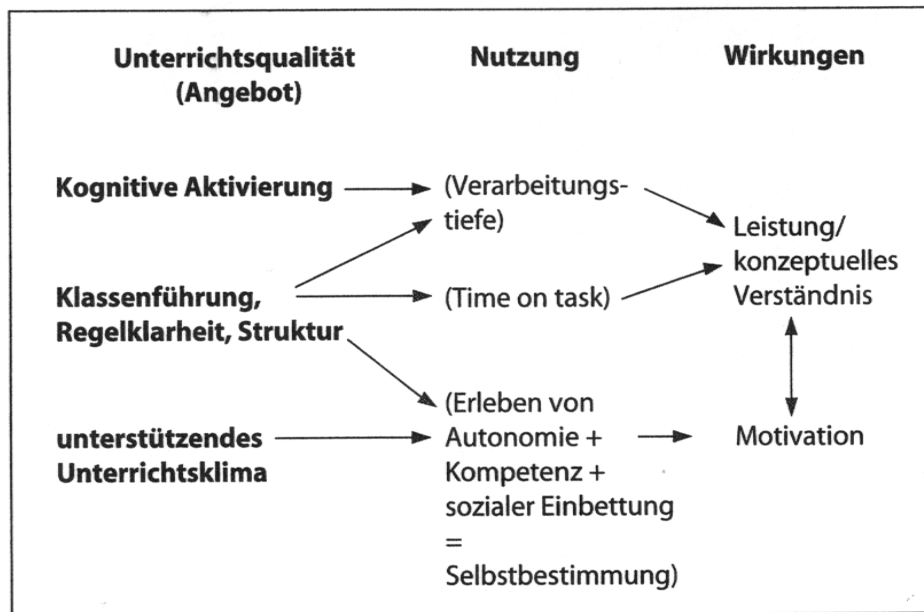 Unterrichtsqualität
(Angebot)
Nutzung
Wirkungen
Kognitive Aktivierung
(Verarbeitungs-
tiefe)
Leistung/
konzeptuelles
Verständnis
Klassenführung,
Regelklarheit, Struktur
(Time on task)
unterstützendes
Unterrichtsklima
(Erleben von
Autonomie +
Kompetenz +
sozialer Einbettung
=
Selbstbestimmung)
Motivation